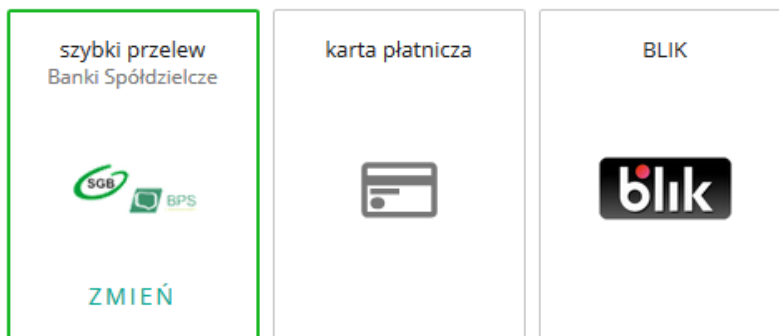 szybki przelew
Banki Spółdzielcze
SGB
BPS
ZMIEŃ
karta płatnicza
BLIK
blik